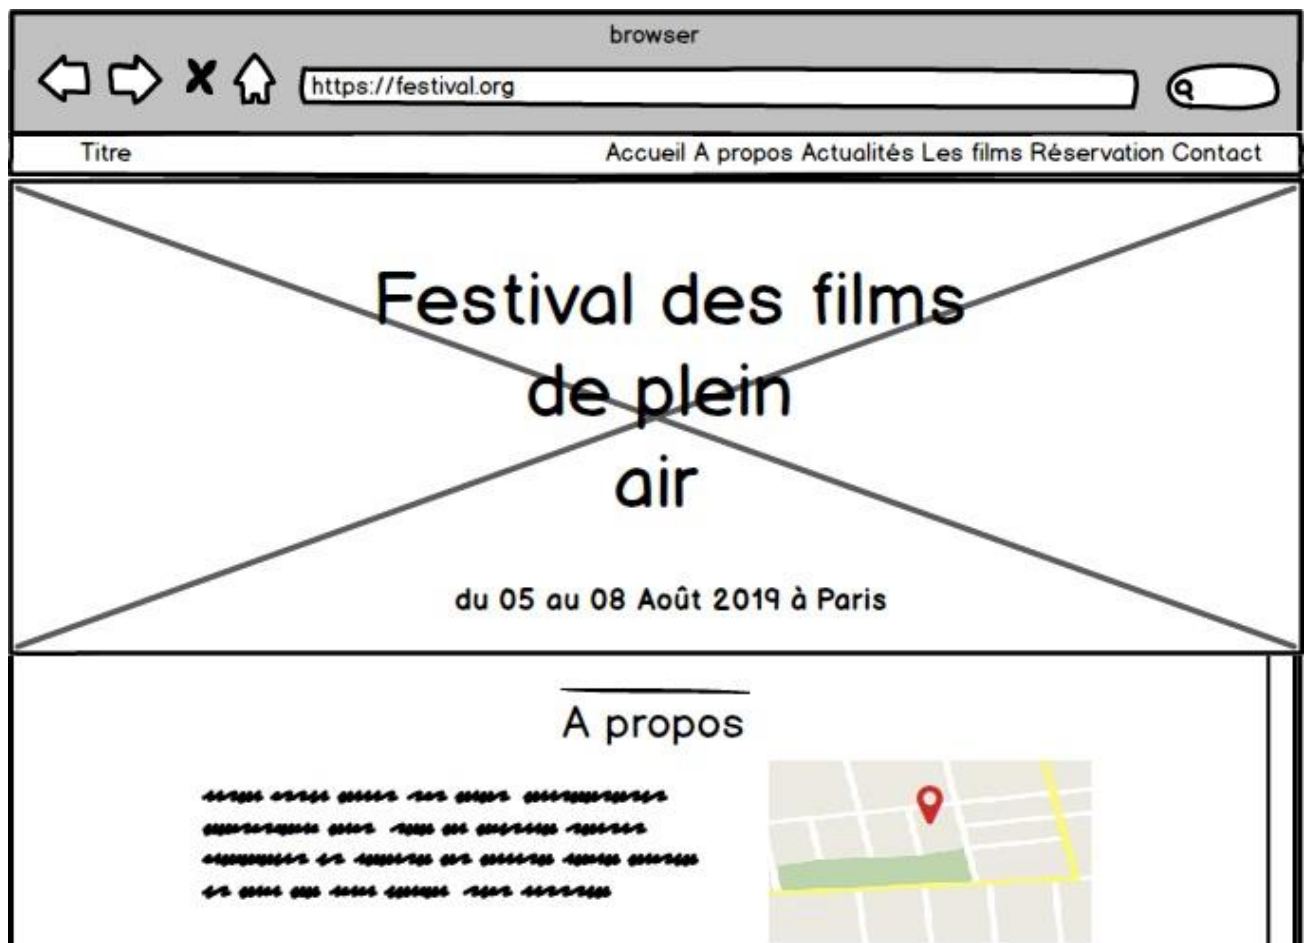 browser
https://festival.org
Titre
Accueil A propos Actualités Les films Réservation Contact
Festival des films
de plein
air
du 05 au 08 Août 2019 à Paris
A propos